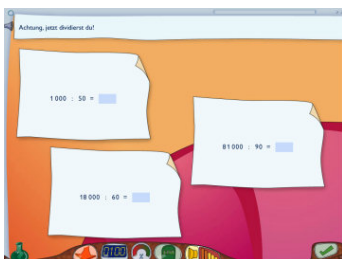 Achtung, jetzt dividierst du!
1 000 : 50 =
81 000 : 90 =
18 000 : 60 =
01:00